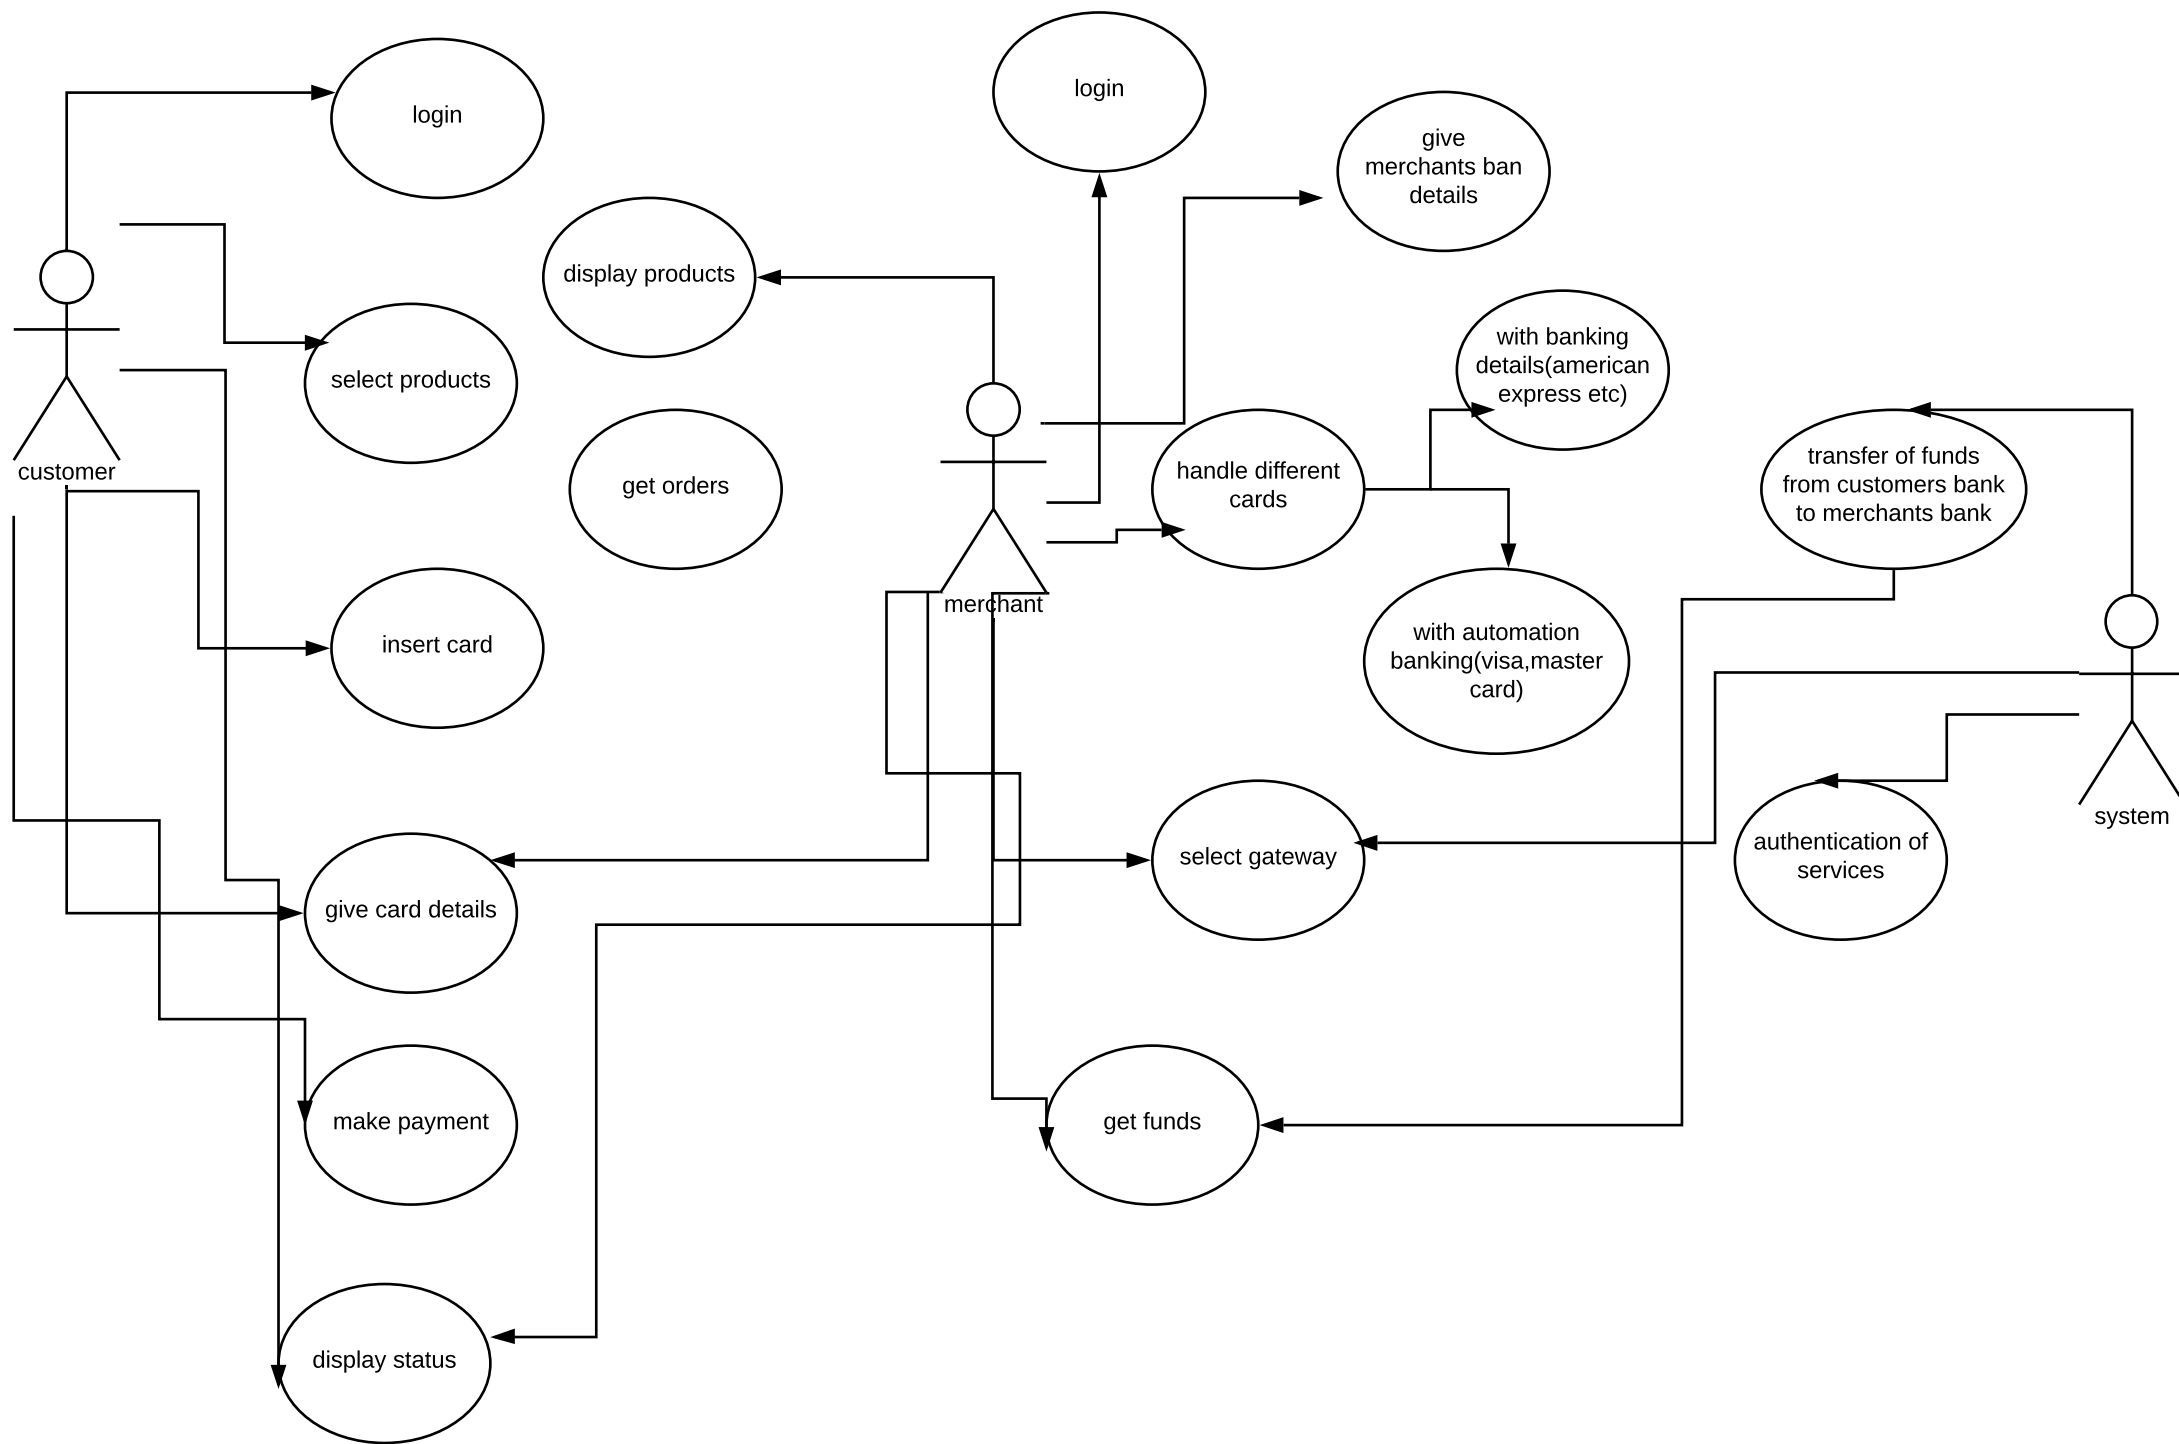 login
login
give
merchants ban
details
display products
with banking
details(american
express etc)
select products
customer
handle different
cards
transfer of funds
from customers bank
to merchants bank
get orders
merchant
insert card
with automation
banking(visa,master
card)
system
authentication of
services
select gateway
give card details
make payment
get funds
display status